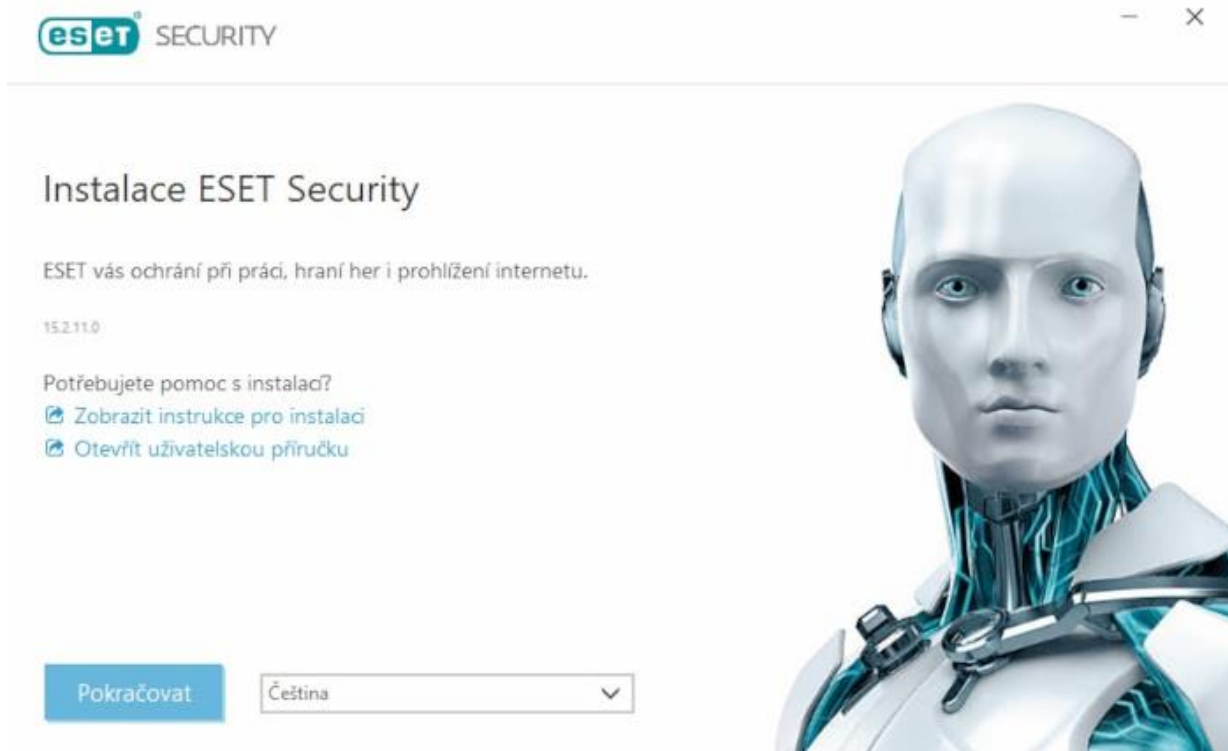 eset SECURITY
Instalace ESET Security
ESET vás ochrání při práci, hraní her i prohlížení internetu.
15.2.11.0
Potřebujete pomoc s instalací?
Zobrazit instrukce pro instalaci
Otevřít uživatelskou příručku
Pokračovat
Čeština